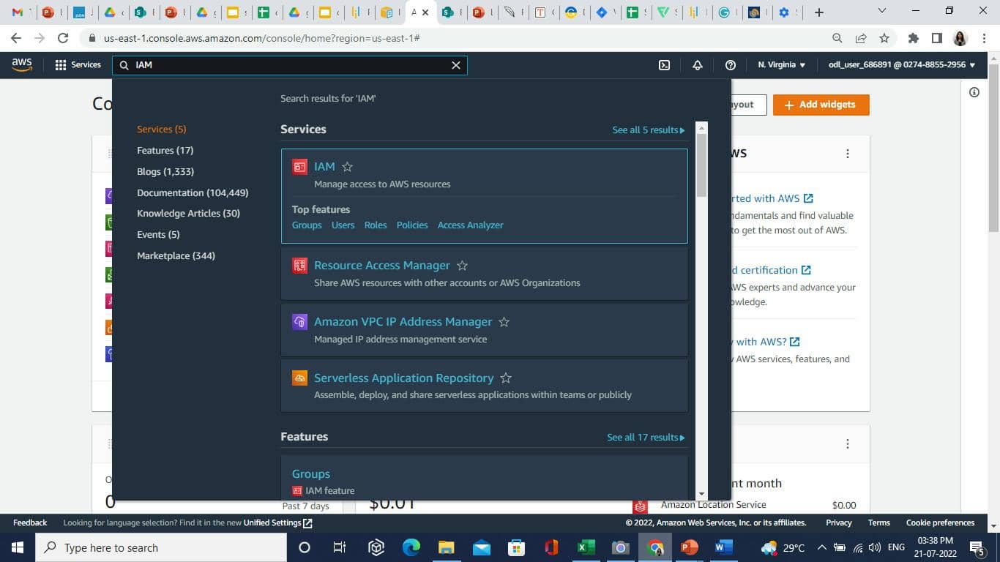 us-east-1.console.aws.amazon.com/console/home?region=us-east-1#
aws
Services
IAM
N. Virginia
odl_user_686891 @ 0274-8855-2956
Co
Search results for 'IAM'
yout
Add widgets
Services (5)
Features (17)
Blogs (1,333)
Documentation (104,449)
Knowledge Articles (30)
Events (5)
Marketplace (344)
Services
See all 5 results
IAM
Manage access to AWS resources
Top features
Groups Users Roles Policies Access Analyzer
Resource Access Manager
Share AWS resources with other accounts or AWS Organizations
Amazon VPC IP Address Manager
Managed IP address management service
Serverless Application Repository
Assemble, deploy, and share serverless applications within teams or publicly
Features
See all 17 results
Groups
IAM feature
WS
rted with AWS
ndamentals and find valuable
to get the most out of AWS.
d certification
WS experts and advance your
owledge.
with AWS?
AWS services, features, and
nt month
0
Past 7 days
$0.01
Amazon Location Service
$0.00
Feedback
Looking for language selection? Find it in the new Unified Settings
© 2022, Amazon Web Services, Inc. or its affiliates.
Privacy
Terms
Cookie preferences
Type here to search
29°C
ENG
03:38 PM
21-07-2022
5